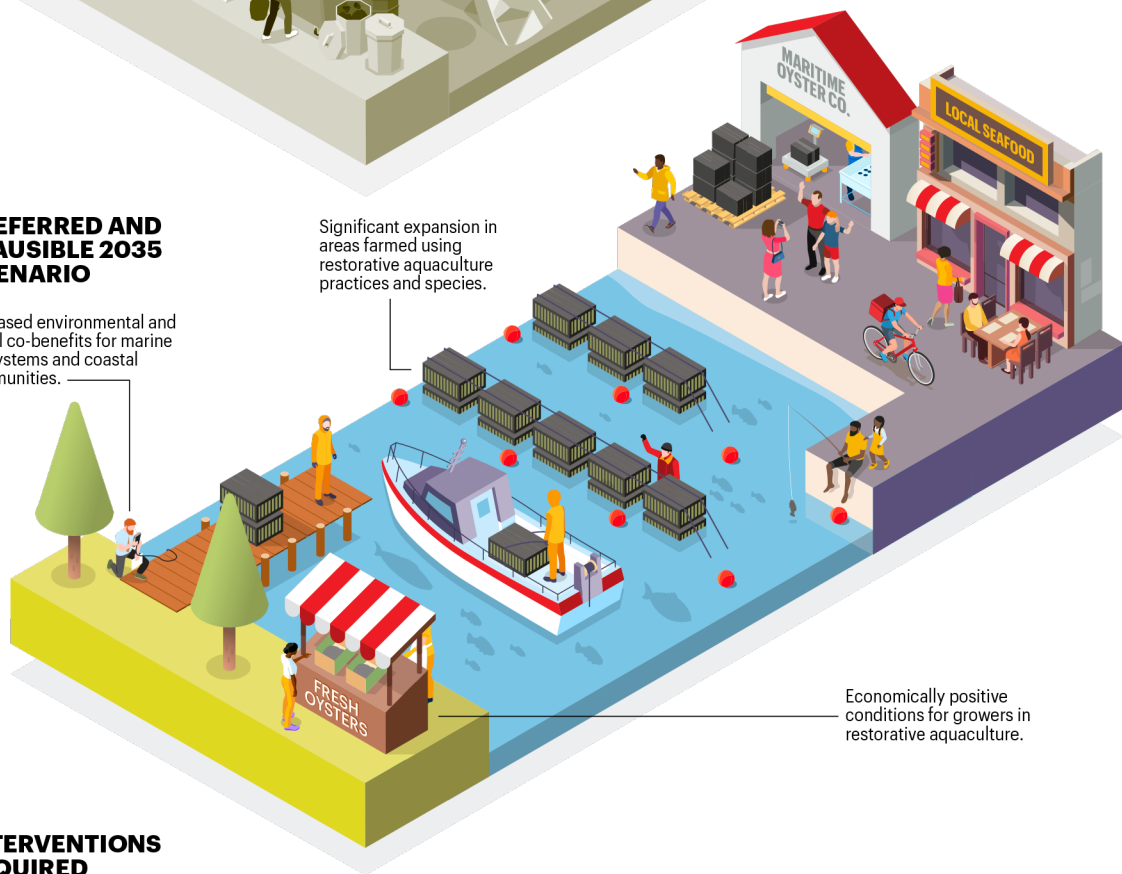 MARITIME
OYSTER CO.
LOCAL SEAFOOD
EFERRED AND
AUSIBLE 2035
ENARIO
Significant expansion in
areas farmed using
restorative aquaculture
practices and species.
ased environmental and
l co-benefits for marine
ystems and coastal
munities.
FRESH
OYSTERS
Economically positive
conditions for growers in
restorative aquaculture.
TERVENTIONS
QUIRED